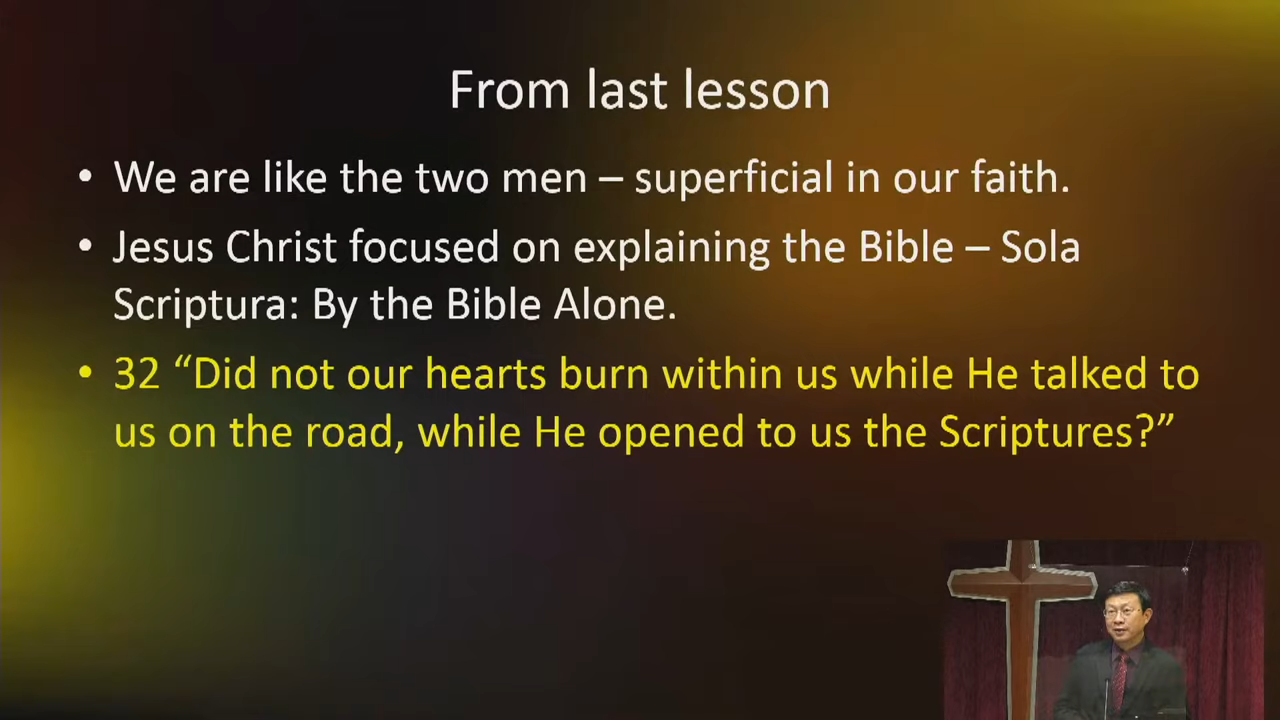 From last lesson
• We are like the two men – superficial in our faith.
• Jesus Christ focused on explaining the Bible – Sola
Scriptura: By the Bible Alone.
• 32 “Did not our hearts burn within us while He talked to
us on the road, while He opened to us the Scriptures?”